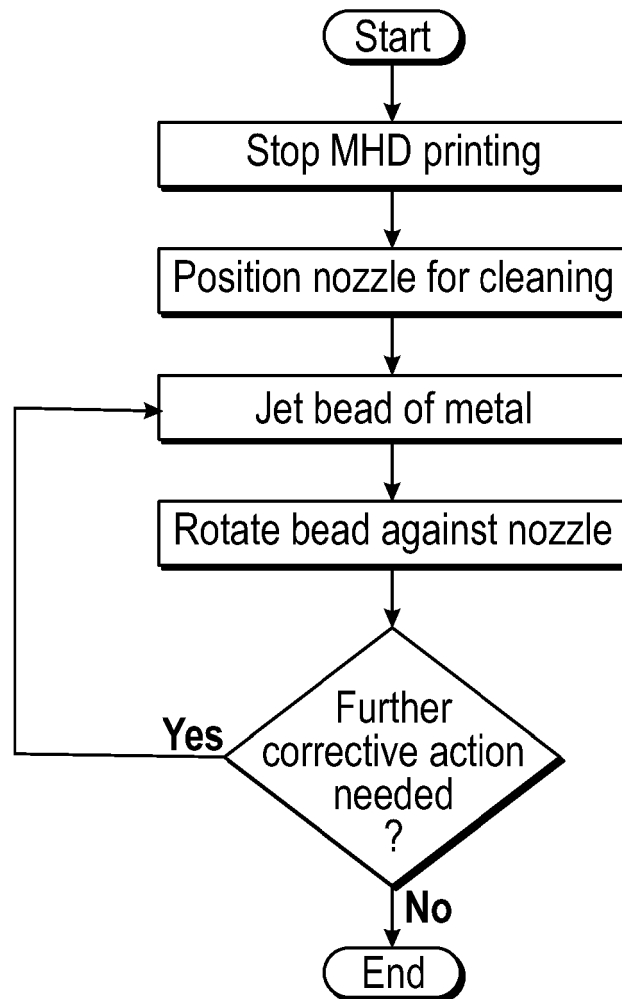 Start
Stop MHD printing
Position nozzle for cleaning
Jet bead of metal
Rotate bead against nozzle
Further
corrective action
needed
?
Yes
No
End